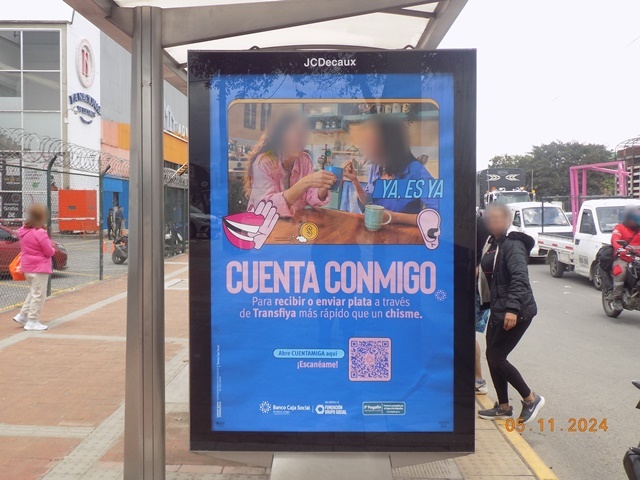 JCDecaux
YA, ES YA
CUENTA CONMIGO
Para recibir o enviar plata a través
de Transfiya más rápido que un chisme.
Abre CUENTAMIGA aquí
¡Escanéame!
Banco Caja Social
FUNDACIÓN
GRUPO SOCIAL
05.11.2024